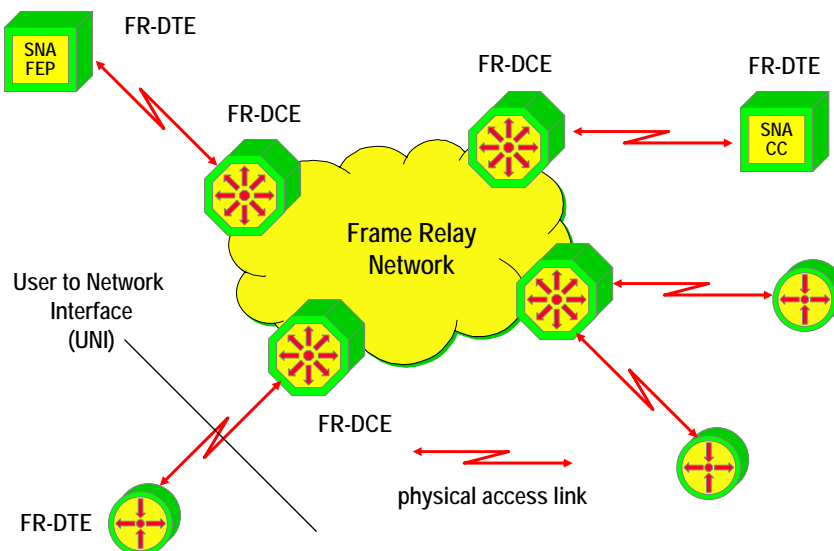 FR-DTE
SNA
FEP
FR-DCE
FR-DCE
FR-DTE
SNA
CC
Frame Relay
Network
User to Network
Interface
(UNI)
FR-DCE
physical access link
FR-DTE